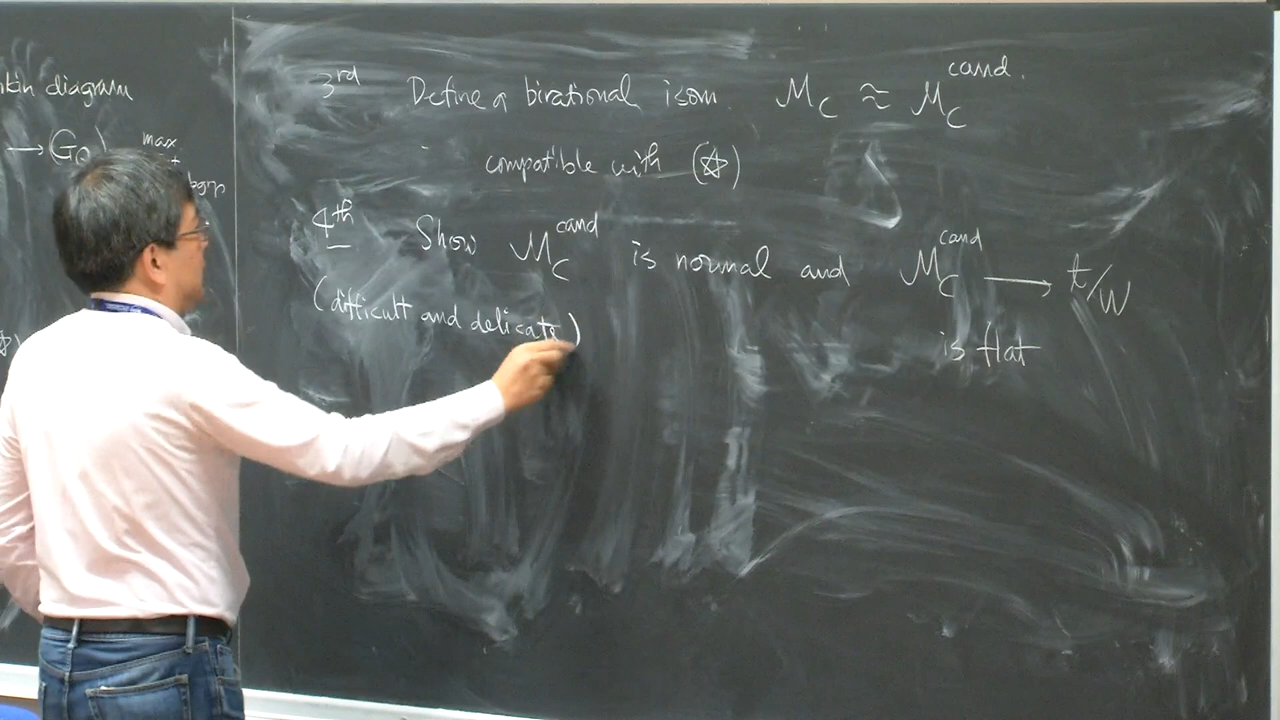 diagram
→ (G_O) max
3rd Define a birational isom. M_C ≈ M_C^cand.
compatible with (☆)
4th Show M_C^cand is normal and M_C^cand → t/W
(difficult and delicate) is flat